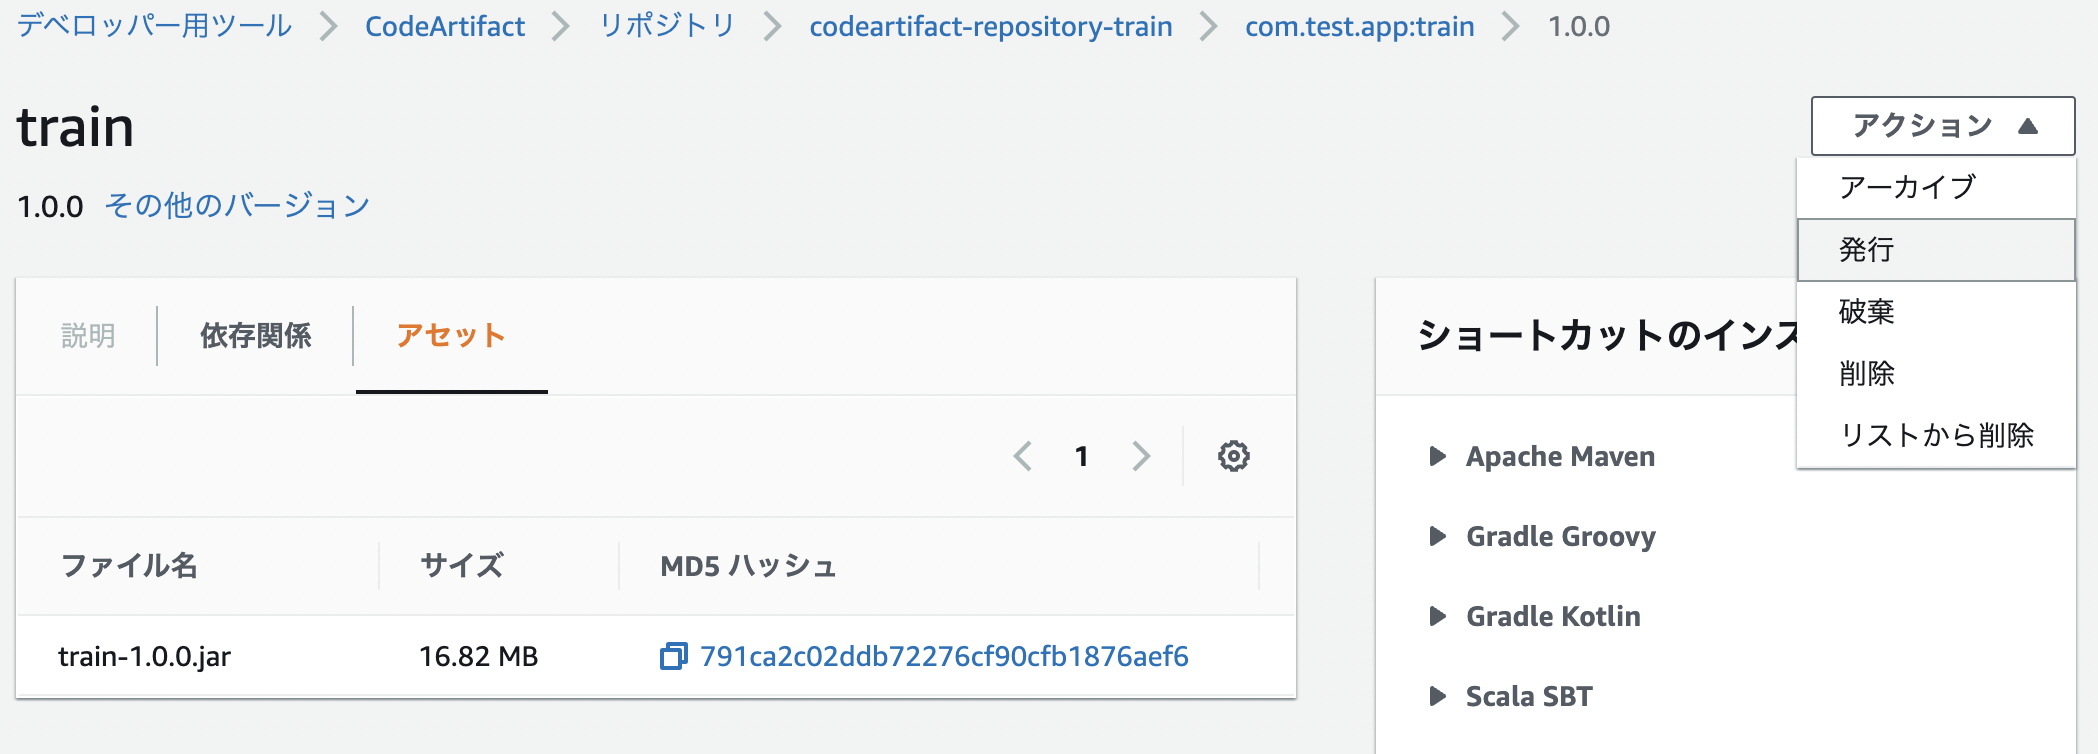 デベロッパー用ツール > CodeArtifact > リポジトリ > codeartifact-repository-train > com.test.app:train > 1.0.0
train
アクション ▲
アーカイブ
発行
破棄
削除
リストから削除
1.0.0 その他のバージョン
説明 依存関係 アセット
< 1 >
ファイル名 サイズ MD5 ハッシュ
train-1.0.0.jar 16.82 MB 791ca2c02ddb72276cf90cfb1876aef6
ショートカットのインス
Apache Maven
Gradle Groovy
Gradle Kotlin
Scala SBT